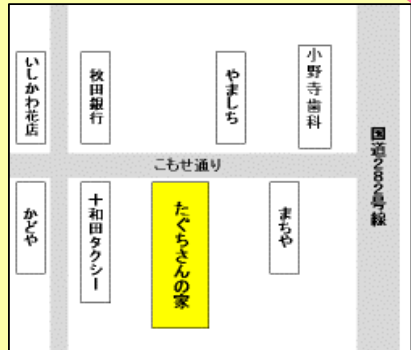 いしかわ花店
秋田銀行
やましち
小野寺歯科
国道282号線
こもせ通り
かどや
十和田タクシー
たぐちさんの家
まちや